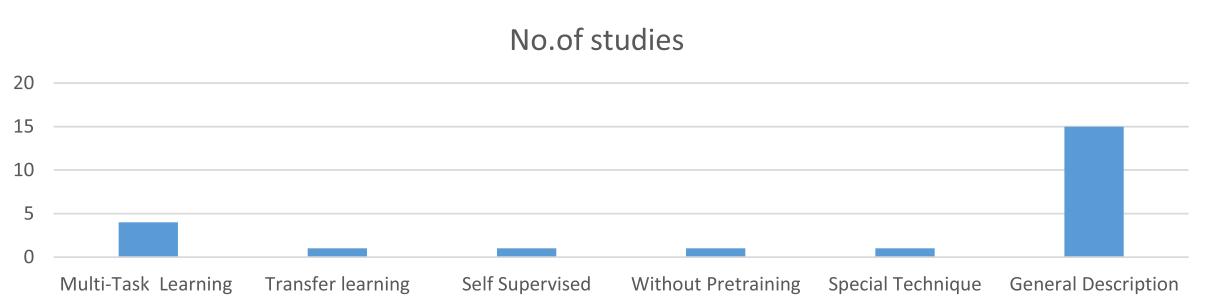 No.of studies
20
15
10
5
0
Multi-Task Learning Transfer learning Self Supervised Without Pretraining Special Technique General Description